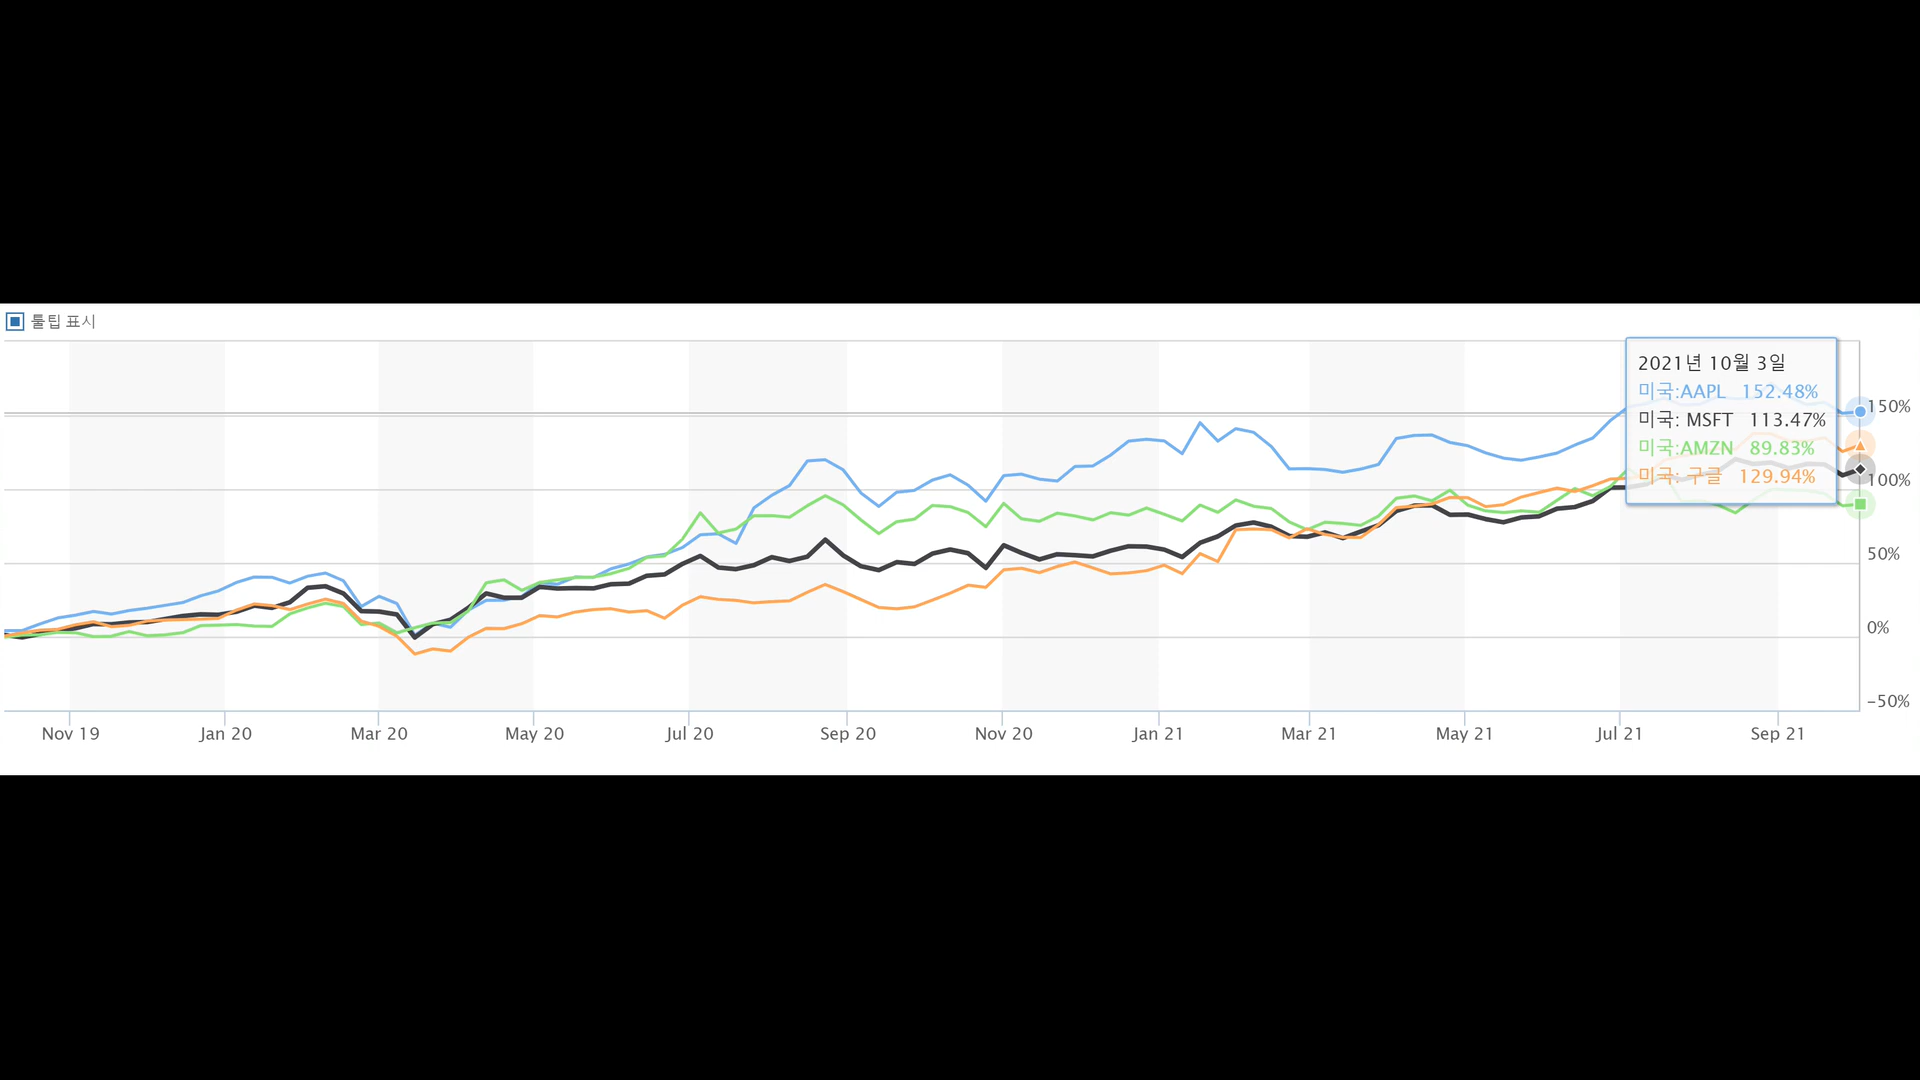 툴팁 표시
2021년 10월 3일
미국:AAPL 152.48%
미국: MSFT 113.47%
미국:AMZN 89.83%
미국: 구글 129.94%
150%
100%
50%
0%
-50%
Nov 19 Jan 20 Mar 20 May 20 Jul 20 Sep 20 Nov 20 Jan 21 Mar 21 May 21 Jul 21 Sep 21